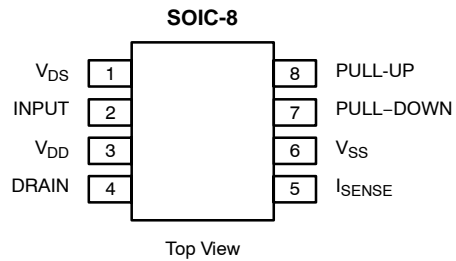 SOIC-8
V_DS 1 8 PULL-UP
INPUT 2 7 PULL–DOWN
V_DD 3 6 V_SS
DRAIN 4 5 I_SENSE
Top View